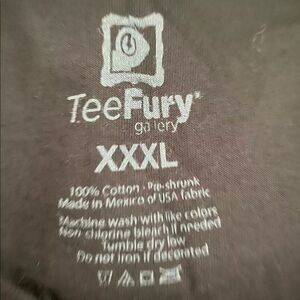 TeeFury
gallery
XXXL
100% Cotton - Pre-shrunk
Made in Mexico of USA fabric
Machine wash with like colors
Non-chlorine bleach if needed
Tumble dry low
Do not iron if decorated